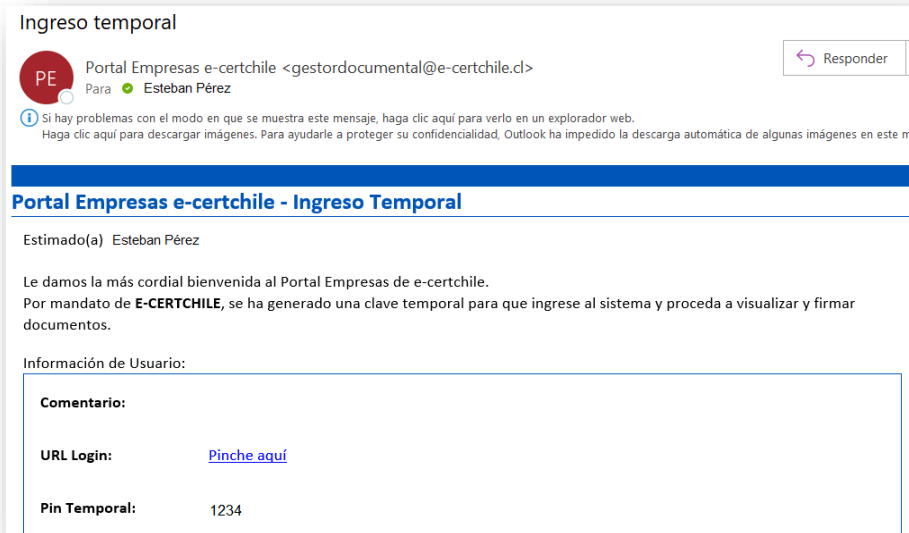 Ingreso temporal
PE
Portal Empresas e-certchile <gestordocumental@e-certchile.cl>
Para Esteban Pérez
Responder
Si hay problemas con el modo en que se muestra este mensaje, haga clic aquí para verlo en un explorador web.
Haga clic aquí para descargar imágenes. Para ayudarle a proteger su confidencialidad, Outlook ha impedido la descarga automática de algunas imágenes en este
Portal Empresas e-certchile - Ingreso Temporal
Estimado(a) Esteban Pérez
Le damos la más cordial bienvenida al Portal Empresas de e-certchile.
Por mandato de E-CERTCHILE, se ha generado una clave temporal para que ingrese al sistema y proceda a visualizar y firmar
documentos.
Información de Usuario:
Comentario:
URL Login: Pinche aquí
Pin Temporal: 1234